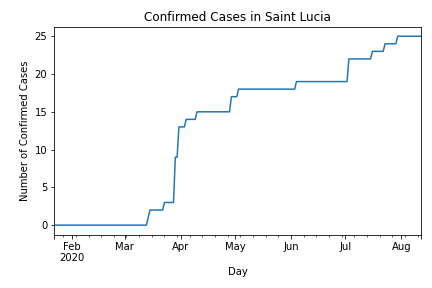 Confirmed Cases in Saint Lucia
Number of Confirmed Cases
25
20
15
10
5
0
Feb Mar Apr May Jun Jul Aug
2020
Day